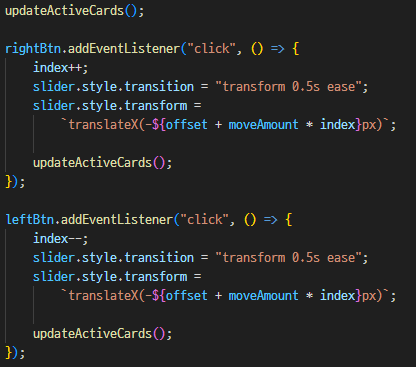 updateActiveCards();
rightBtn.addEventListener("click", () => {
index++;
slider.style.transition = "transform 0.5s ease";
slider.style.transform =
`translateX(-${offset + moveAmount * index}px)`;
updateActiveCards();
});
leftBtn.addEventListener("click", () => {
index--;
slider.style.transition = "transform 0.5s ease";
slider.style.transform =
`translateX(-${offset + moveAmount * index}px)`;
updateActiveCards();
});